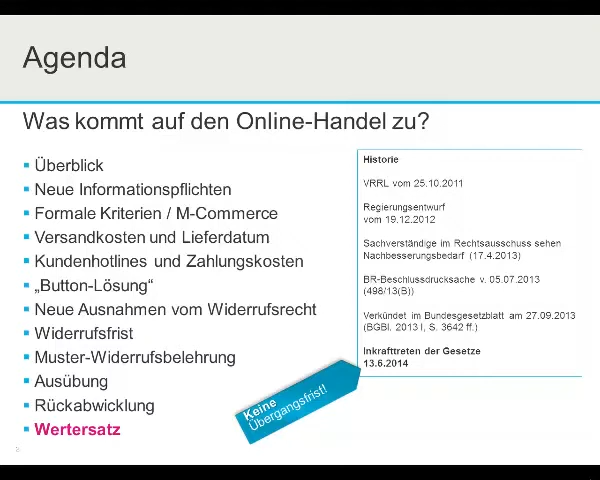 Agenda
Was kommt auf den Online-Handel zu?
Überblick
Neue Informationspflichten
Formale Kriterien / M-Commerce
Versandkosten und Lieferdatum
Kundenhotlines und Zahlungskosten
„Button-Lösung“
Neue Ausnahmen vom Widerrufsrecht
Widerrufsfrist
Muster-Widerrufsbelehrung
Ausübung
Rückabwicklung
Wertersatz
Historie
VRRL vom 25.10.2011
Regierungsentwurf
vom 19.12.2012
Sachverständige im Rechtsausschuss sehen
Nachbesserungsbedarf (17.4.2013)
BR-Beschlussdrucksache v. 05.07.2013
(498/13(B))
Verkündet im Bundesgesetzblatt am 27.09.2013
(BGBl. 2013 I, S. 3642 ff.)
Inkrafttreten der Gesetze
13.6.2014
Keine
Übergangsfrist!